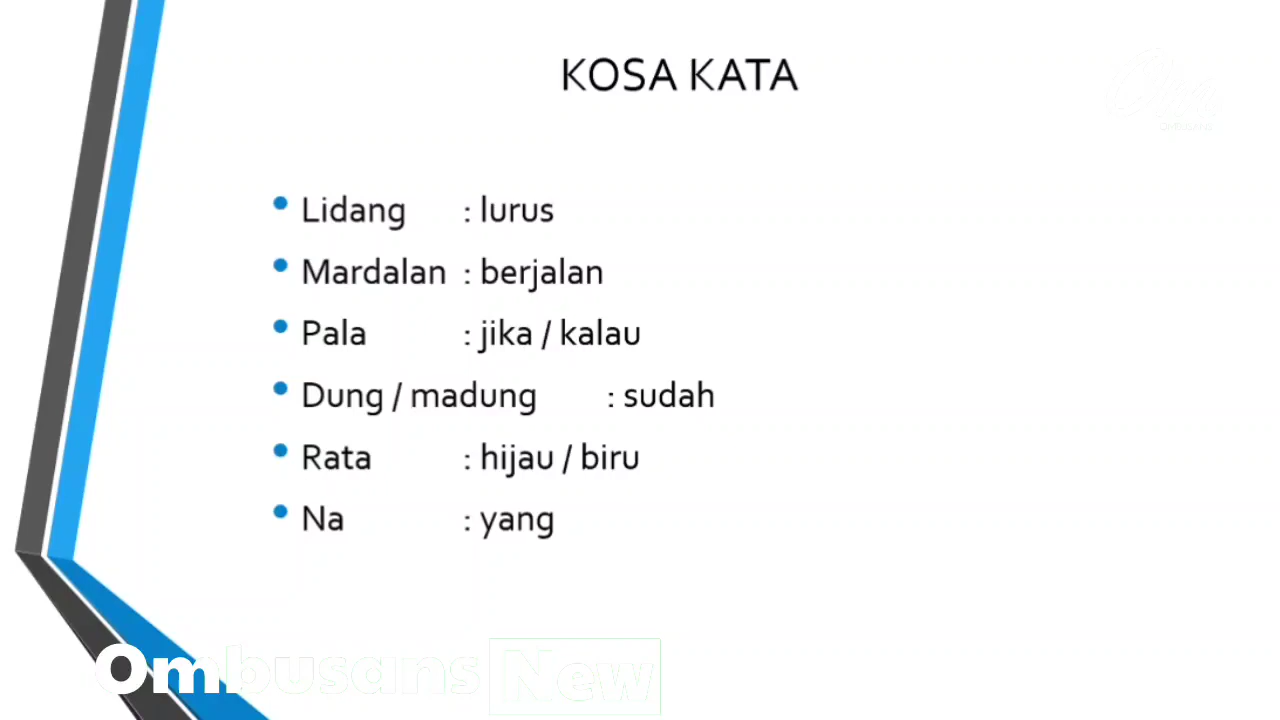 KOSA KATA
Lidang : lurus
Mardalan : berjalan
Pala : jika / kalau
Dung / madung : sudah
Rata : hijau / biru
Na : yang
Ombusans New